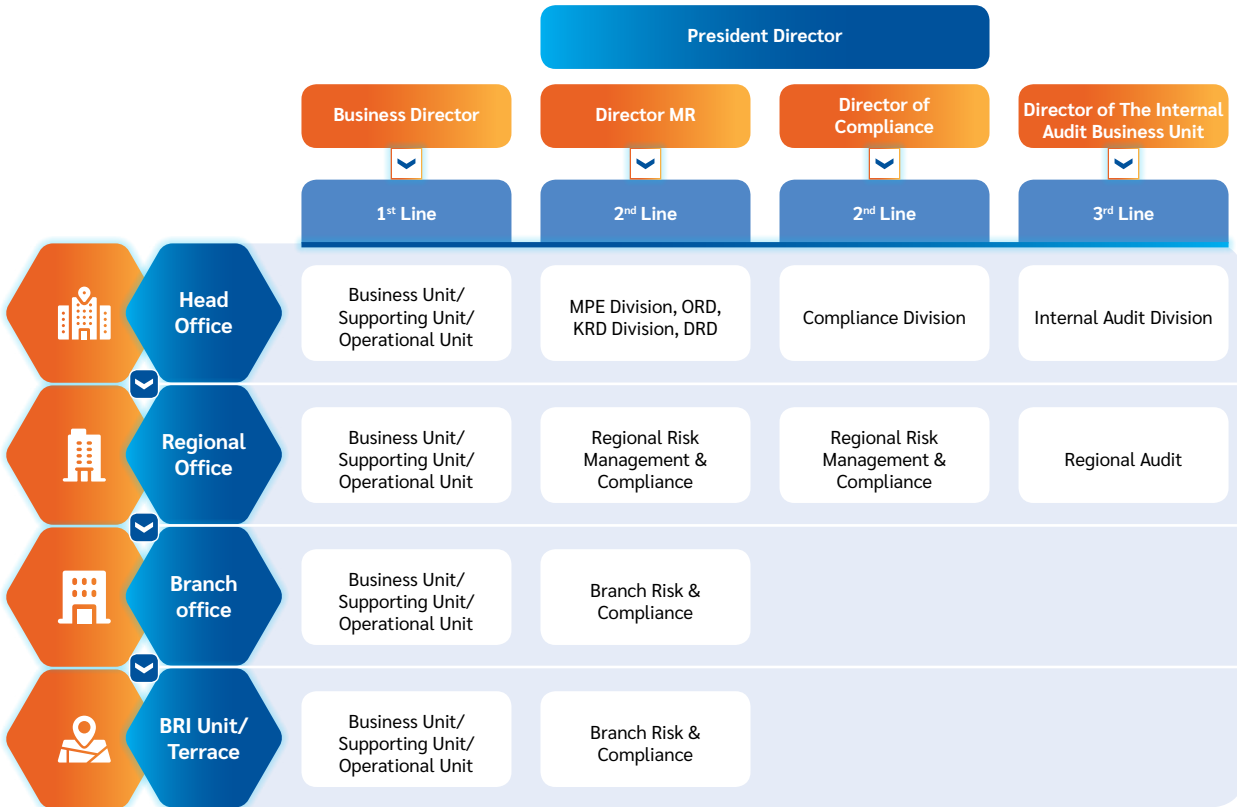 President Director
Business Director
Director MR
Director of
Compliance
Director of The Internal
Audit Business Unit
1st Line
2nd Line
2nd Line
3rd Line
Head
Office
Business Unit/
Supporting Unit/
Operational Unit
MPE Division, ORD,
KRD Division, DRD
Compliance Division
Internal Audit Division
Regional
Office
Business Unit/
Supporting Unit/
Operational Unit
Regional Risk
Management &
Compliance
Regional Risk
Management &
Compliance
Regional Audit
Branch
office
Business Unit/
Supporting Unit/
Operational Unit
Branch Risk &
Compliance
BRI Unit/
Terrace
Business Unit/
Supporting Unit/
Operational Unit
Branch Risk &
Compliance